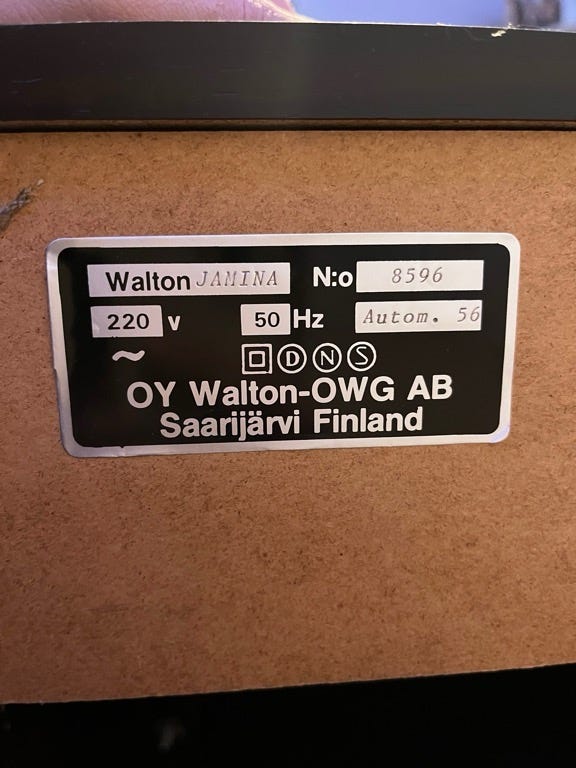 Walton JAMINA N:o 8596
220 V 50 Hz Autom. 56
~ D N S
OY Walton-OWG AB
Saarijärvi Finland